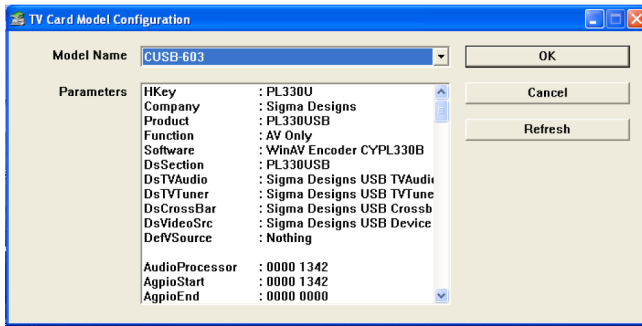 TV Card Model Configuration
Model Name CUSB-603 OK
Parameters
HKey : PL330U Cancel
Company : Sigma Designs
Product : PL330USB
Function : AV Only Refresh
Software : WinAV Encoder CYPL330B
DsSection : PL330USB
DsTVAudio : Sigma Designs USB TVAudio
DsTVTuner : Sigma Designs USB TVTune
DsCrossBar : Sigma Designs USB Crossb
DsVideoSrc : Sigma Designs USB Device
DefVSource : Nothing
AudioProcessor : 0000 1342
AgpioStart : 0000 1342
AgpioEnd : 0000 0000